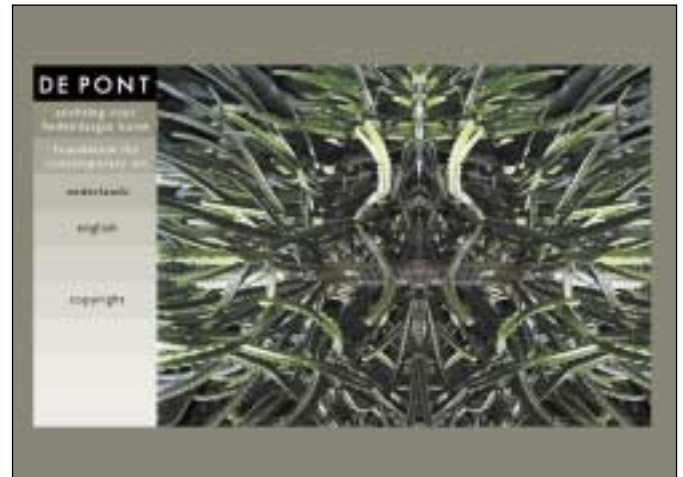 DE PONT
stichting voor
hedendaagse kunst
foundation for
contemporary art
nederlands
english
copyright